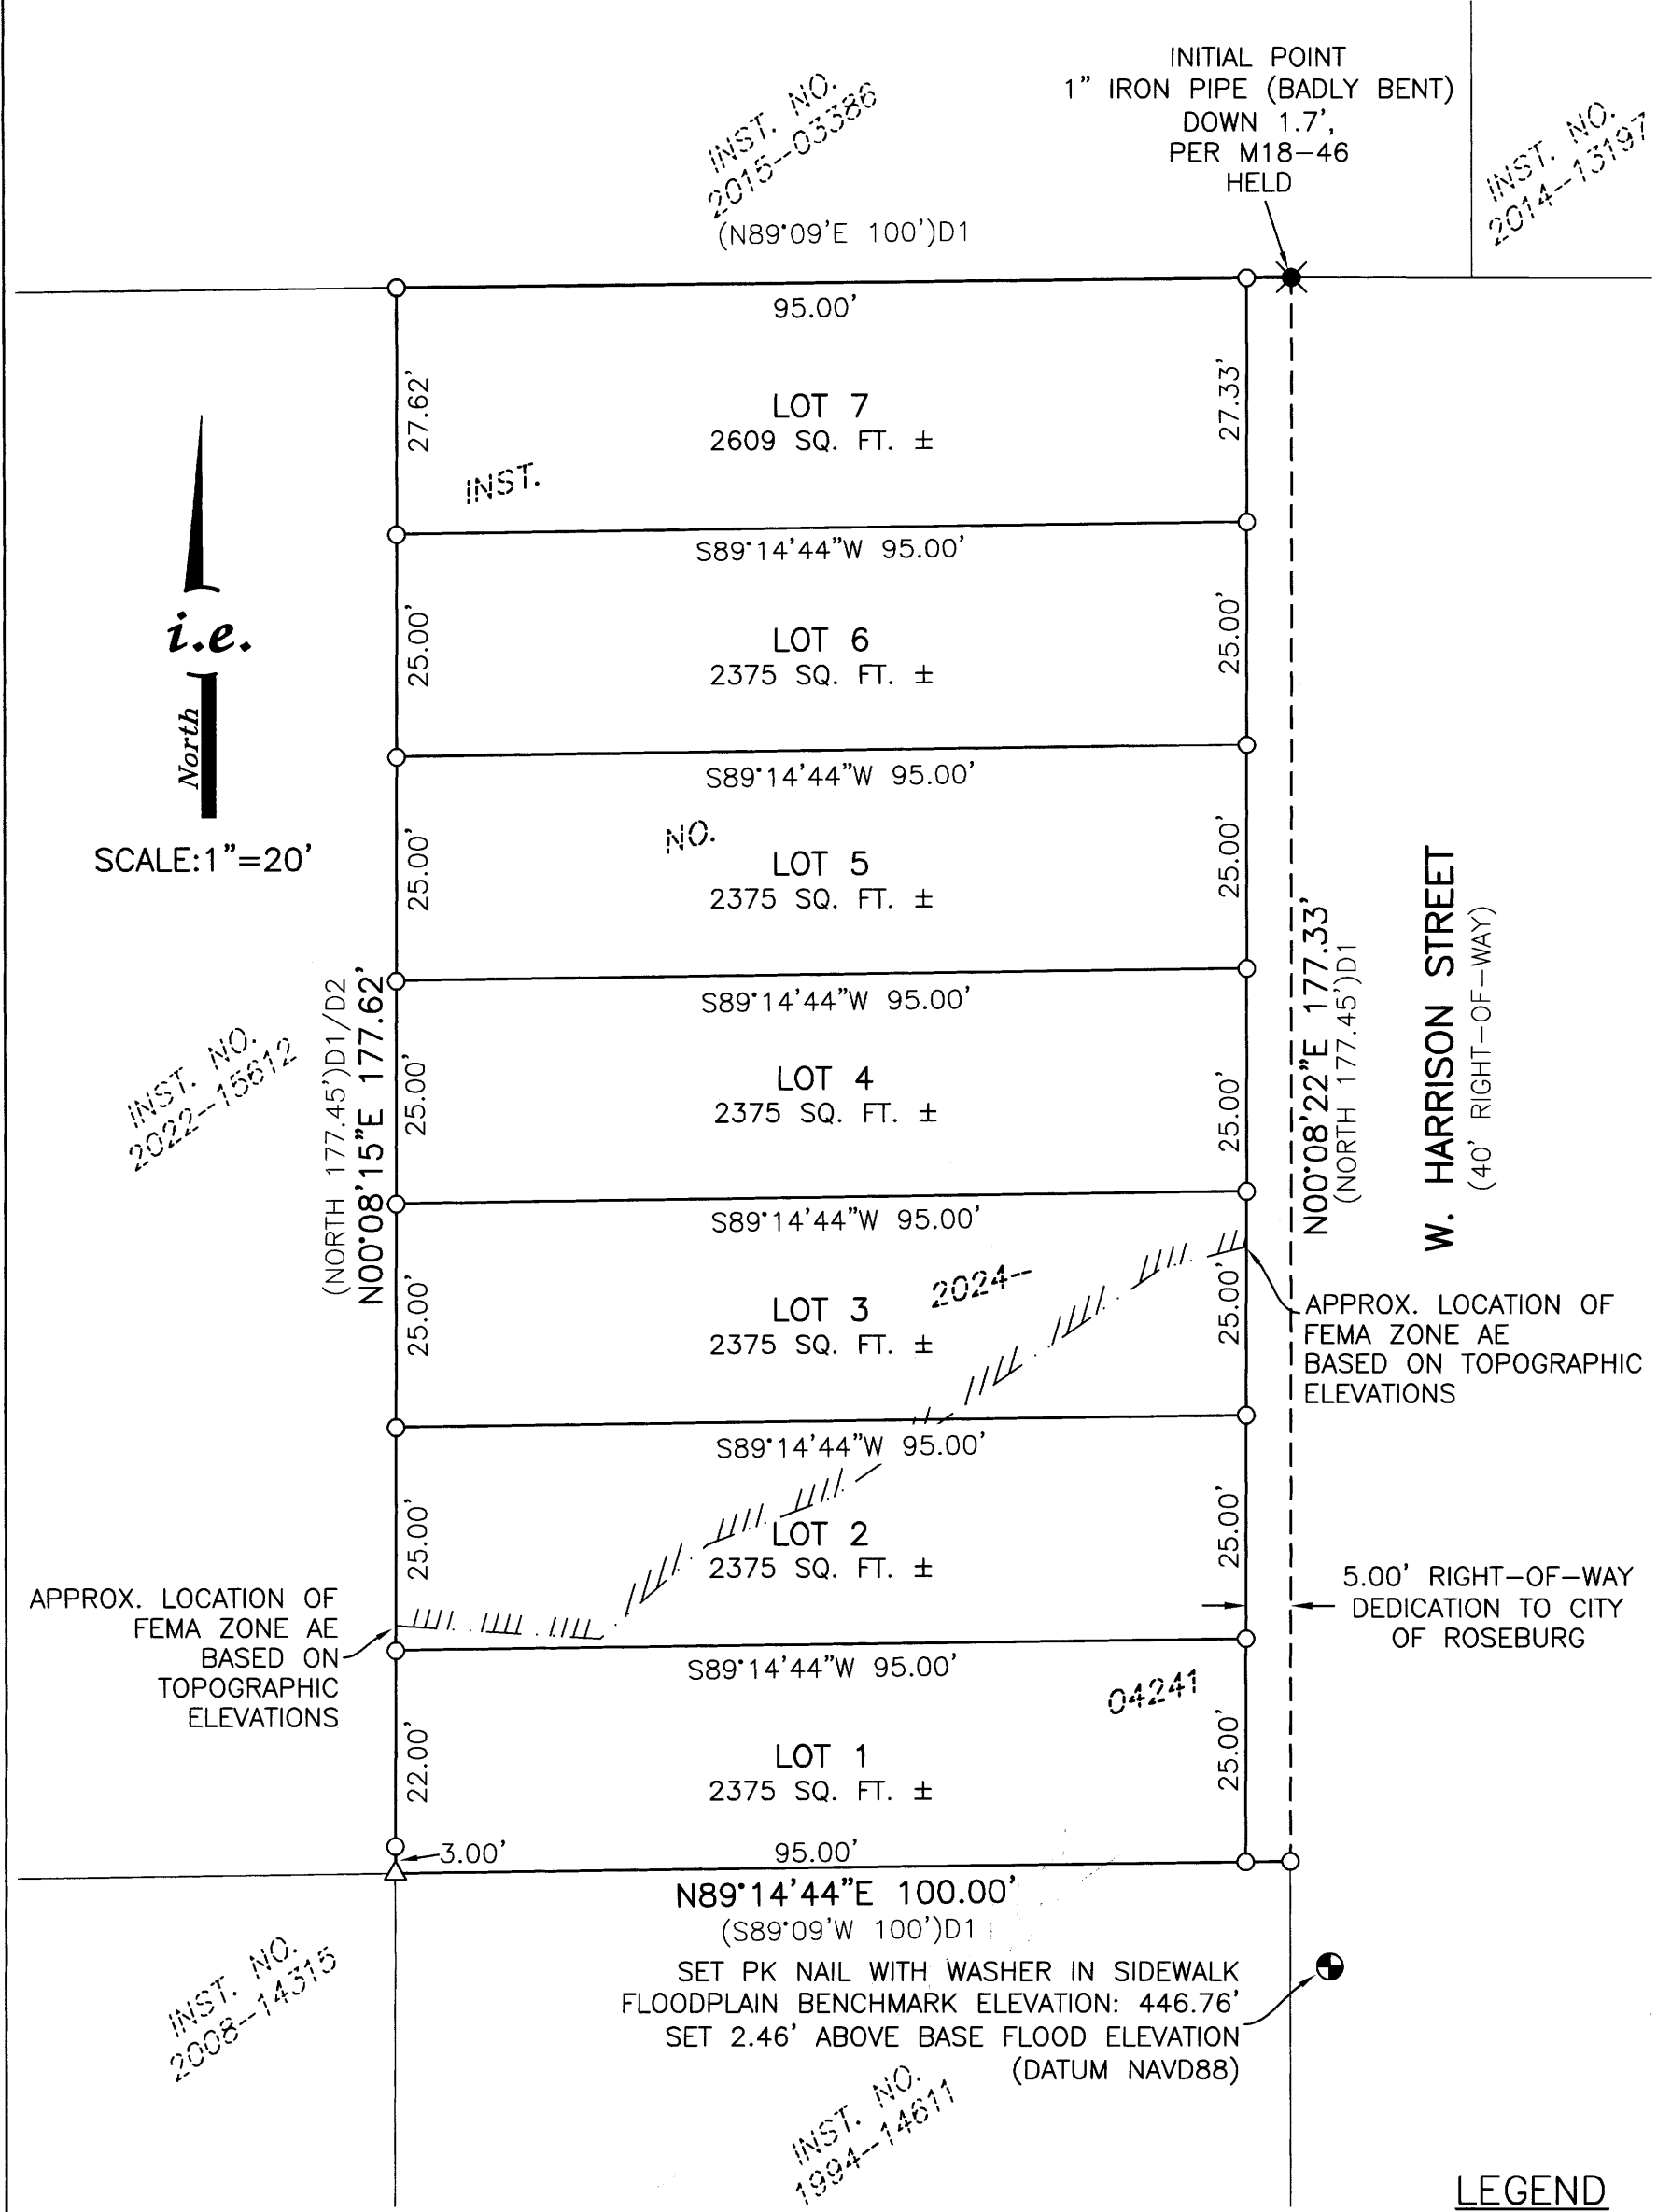 INITIAL POINT
1" IRON PIPE (BADLY BENT)
DOWN 1.7',
PER M18-46
HELD
INST. NO.
2015-03386
INST. NO.
2014-13197
(N89°09'E 100')D1
95.00'
27.62'
27.33'
LOT 7
2609 SQ. FT. ±
INST.
S89°14'44"W 95.00'
i.e.
North
SCALE:1"=20'
25.00'
25.00'
LOT 6
2375 SQ. FT. ±
S89°14'44"W 95.00'
NO.
25.00'
25.00'
LOT 5
2375 SQ. FT. ±
S89°14'44"W 95.00'
(NORTH 177.45')D1/D2
N00°08'15"E 177.62'
N00°08'22"E 177.33'
(NORTH 177.45')D1
W. HARRISON STREET
(40' RIGHT-OF-WAY)
INST. NO.
2022-15612
25.00'
25.00'
LOT 4
2375 SQ. FT. ±
S89°14'44"W 95.00'
2024-
25.00'
25.00'
LOT 3
2375 SQ. FT. ±
APPROX. LOCATION OF
FEMA ZONE AE
BASED ON TOPOGRAPHIC
ELEVATIONS
S89°14'44"W 95.00'
25.00'
25.00'
LOT 2
2375 SQ. FT. ±
APPROX. LOCATION OF
FEMA ZONE AE
BASED ON
TOPOGRAPHIC
ELEVATIONS
5.00' RIGHT-OF-WAY
DEDICATION TO CITY
OF ROSEBURG
S89°14'44"W 95.00'
04241
22.00'
25.00'
LOT 1
2375 SQ. FT. ±
3.00'
95.00'
N89°14'44"E 100.00'
(S89°09'W 100')D1
SET PK NAIL WITH WASHER IN SIDEWALK
FLOODPLAIN BENCHMARK ELEVATION: 446.76'
SET 2.46' ABOVE BASE FLOOD ELEVATION
(DATUM NAVD88)
INST. NO.
2008-14315
INST. NO.
1994-14611
LEGEND